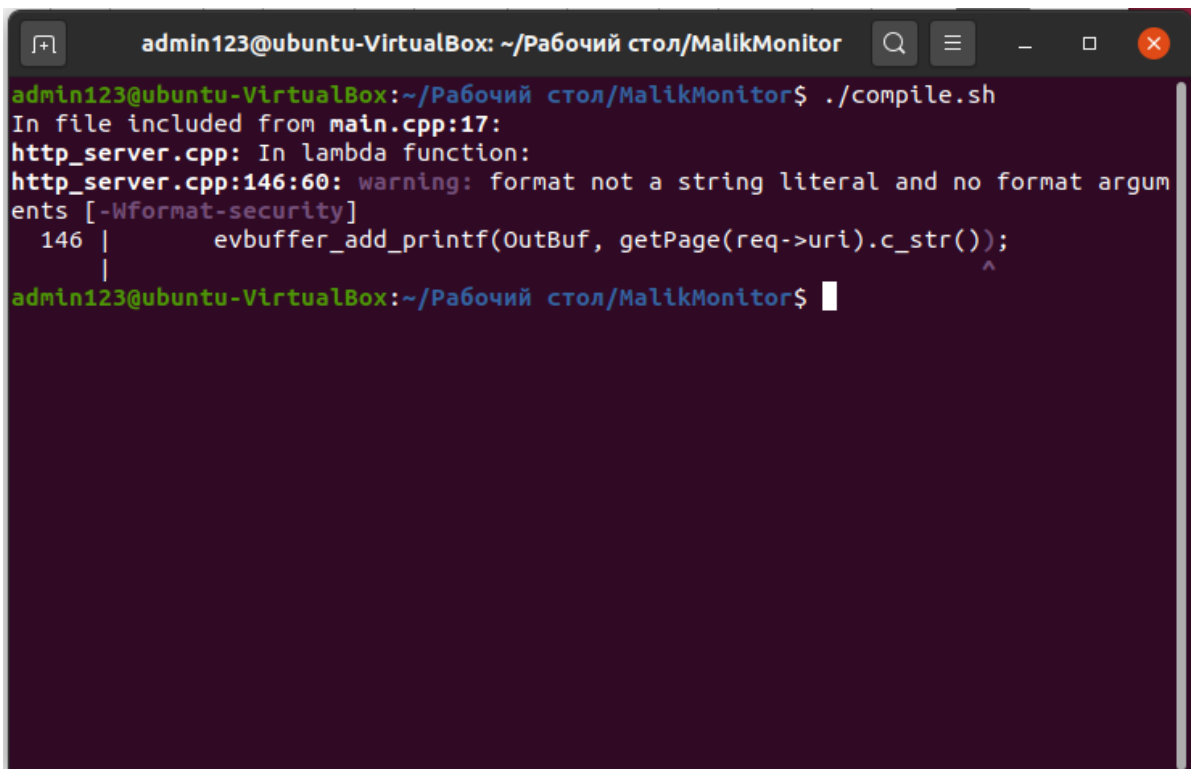 admin123@ubuntu-VirtualBox: ~/Рабочий стол/MalikMonitor
admin123@ubuntu-VirtualBox:~/Рабочий стол/MalikMonitor$ ./compile.sh
In file included from main.cpp:17:
http_server.cpp: In lambda function:
http_server.cpp:146:60: warning: format not a string literal and no format argum
ents [-Wformat-security]
  146 |         evbuffer_add_printf(OutBuf, getPage(req->uri).c_str());
      |                                                            ^
admin123@ubuntu-VirtualBox:~/Рабочий стол/MalikMonitor$